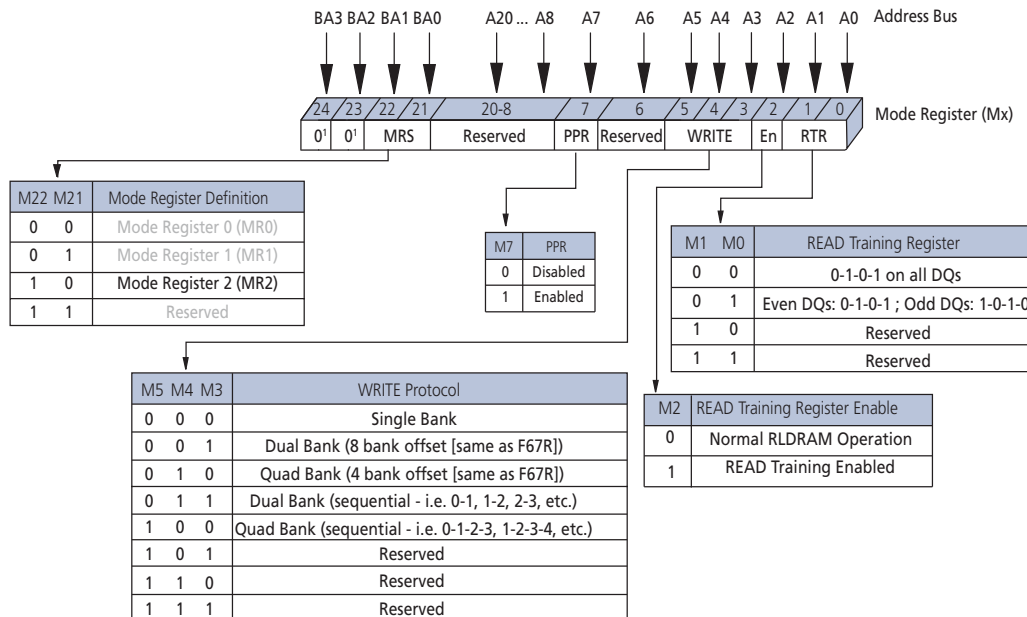 BA3 BA2 BA1 BA0 A20 ... A8 A7 A6 A5 A4 A3 A2 A1 A0 Address Bus
24 23 22 21 20-8 7 6 5 4 3 2 1 0 Mode Register (Mx)
0¹ 0¹ MRS Reserved PPR Reserved WRITE En RTR
M22 M21 Mode Register Definition
0 0 Mode Register 0 (MR0)
0 1 Mode Register 1 (MR1)
1 0 Mode Register 2 (MR2)
1 1 Reserved
M7 PPR
0 Disabled
1 Enabled
M1 M0 READ Training Register
0 0 0-1-0-1 on all DQs
0 1 Even DQs: 0-1-0-1 ; Odd DQs: 1-0-1-0
1 0 Reserved
1 1 Reserved
M5 M4 M3 WRITE Protocol
0 0 0 Single Bank
0 0 1 Dual Bank (8 bank offset [same as F67R])
0 1 0 Quad Bank (4 bank offset [same as F67R])
0 1 1 Dual Bank (sequential - i.e. 0-1, 1-2, 2-3, etc.)
1 0 0 Quad Bank (sequential - i.e. 0-1-2-3, 1-2-3-4, etc.)
1 0 1 Reserved
1 1 0 Reserved
1 1 1 Reserved
M2 READ Training Register Enable
0 Normal RLDRAM Operation
1 READ Training Enabled